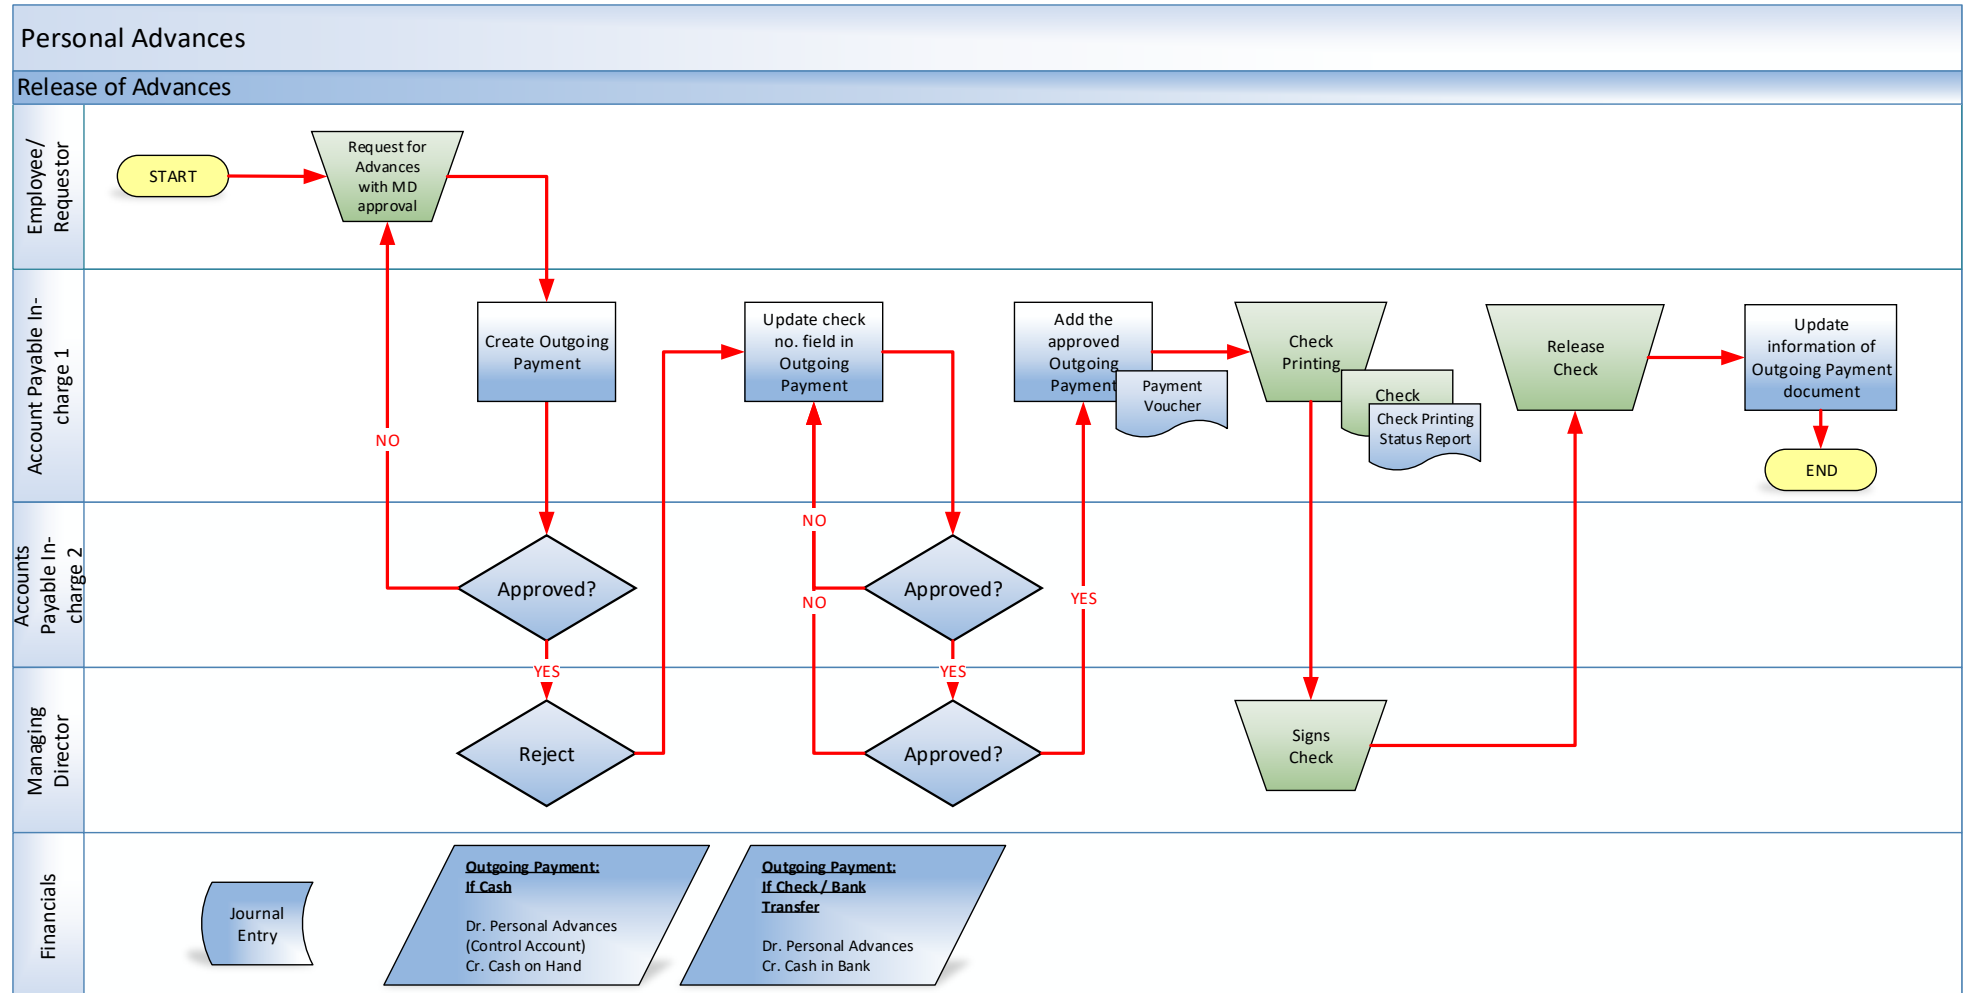 Personal Advances
Release of Advances
Employee/
Requestor
START
Request for
Advances
with MD
approval
Account Payable In-
charge 1
Create Outgoing
Payment
Update check
no. field in
Outgoing
Payment
Add the
approved
Outgoing
Payment
Payment
Voucher
Check
Printing
Check
Check Printing
Status Report
Release
Check
Update
information of
Outgoing Payment
document
END
NO
Accounts
Payable In-
charge 2
Approved?
NO
Approved?
NO
YES
YES
YES
Managing
Director
Reject
Approved?
Signs
Check
Financials
Journal
Entry
Outgoing Payment:
If Cash
Dr. Personal Advances
(Control Account)
Cr. Cash on Hand
Outgoing Payment:
If Check / Bank
Transfer
Dr. Personal Advances
Cr. Cash in Bank